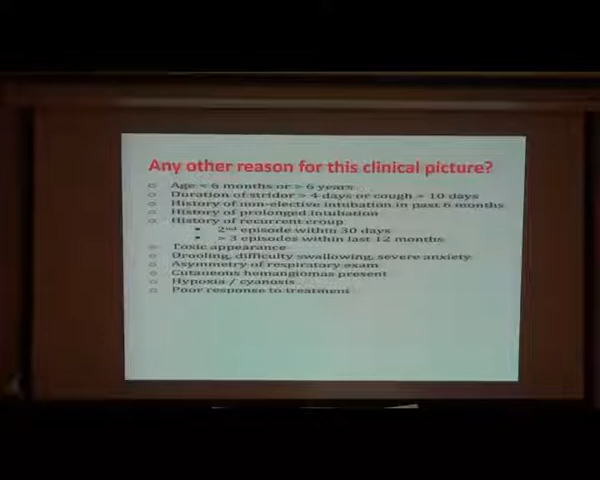 Any other reason for this clinical picture?
o Age < 6 months or > 6 years
o Duration of stridor > 4 days or cough > 10 days
o History of non-elective intubation in past 6 months
o History of prolonged intubation
o History of recurrent croup
▪ 2nd episode within 30 days
▪ > 3 episodes within last 12 months
o Toxic appearance
o Drooling, difficulty swallowing, severe anxiety
o Asymmetry of respiratory exam
o Cutaneous hemangiomas present
o Hypoxia / cyanosis
o Poor response to treatment